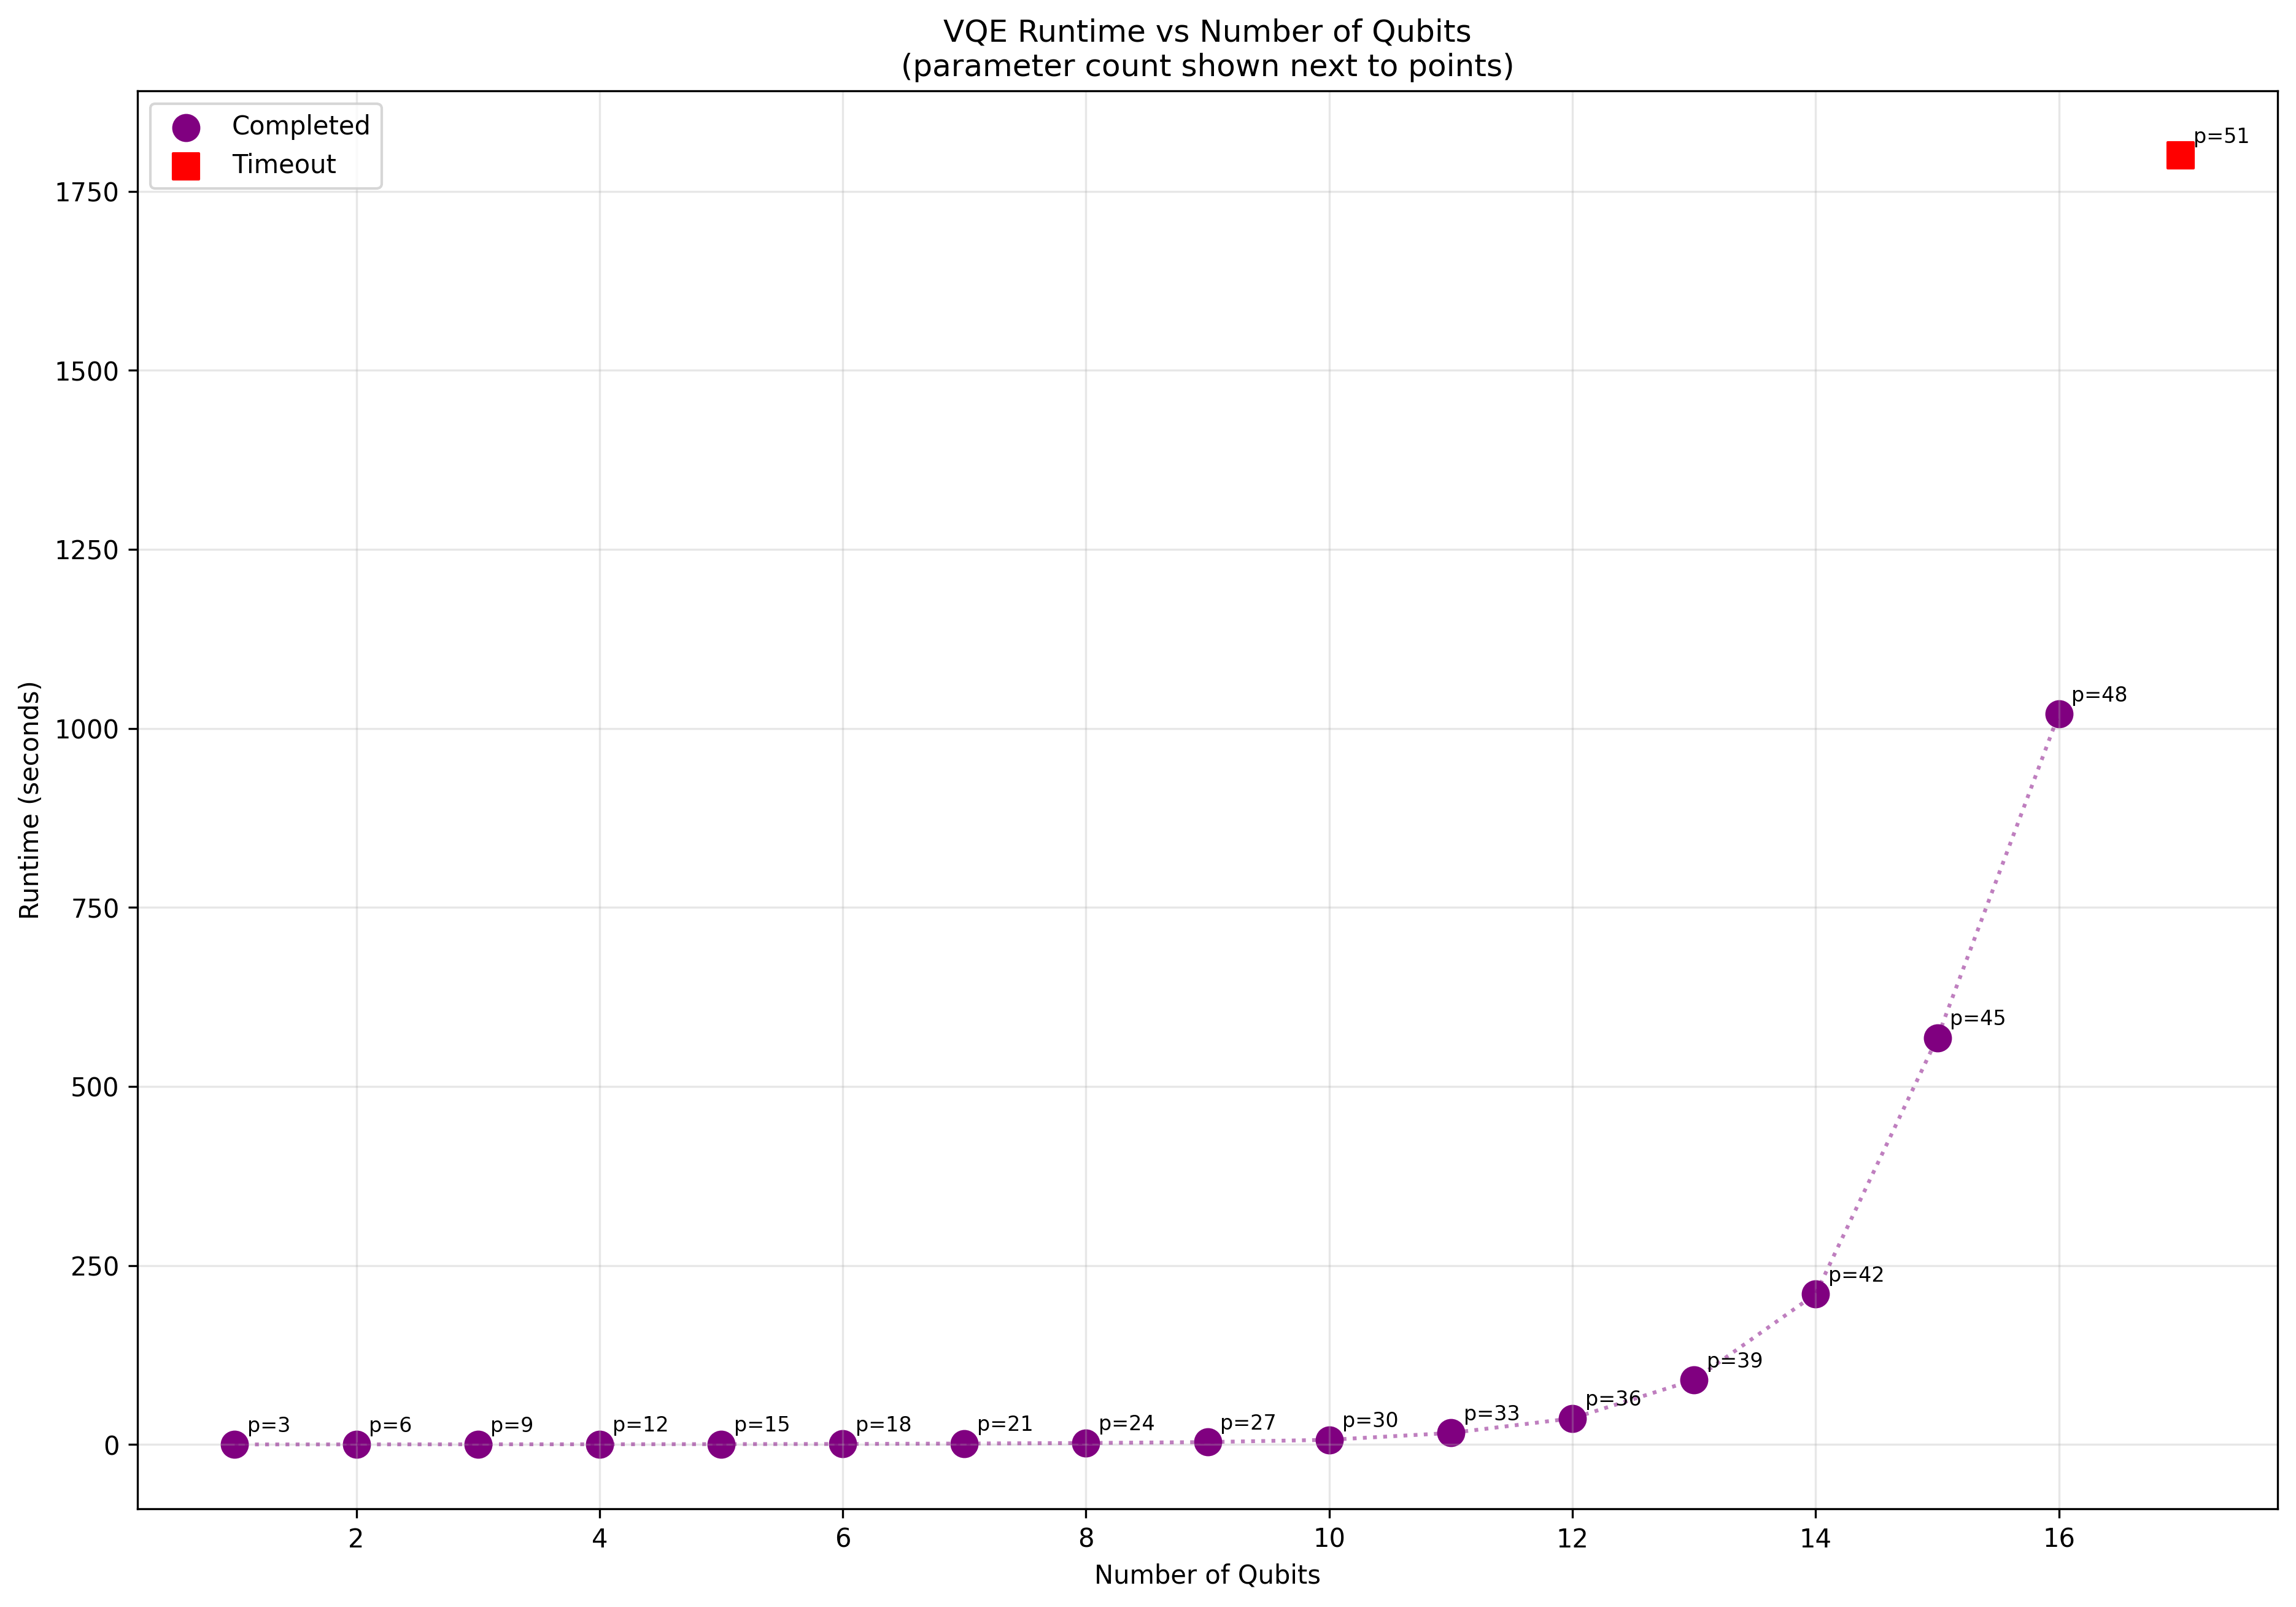 VQE Runtime vs Number of Qubits
(parameter count shown next to points)
Completed
Timeout
Runtime (seconds)
1750
1500
1250
1000
750
500
250
0
p=3
p=6
p=9
p=12
p=15
p=18
p=21
p=24
p=27
p=30
p=33
p=36
p=39
p=42
p=45
p=48
p=51
2
4
6
8
10
12
14
16
Number of Qubits